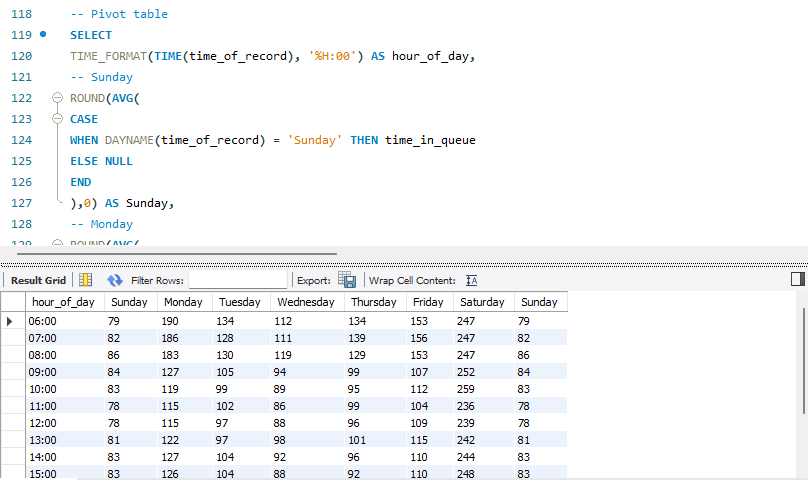 118 -- Pivot table
119 SELECT
120 TIME_FORMAT(TIME(time_of_record), '%H:00') AS hour_of_day,
121 -- Sunday
122 ROUND(AVG(
123 CASE
124 WHEN DAYNAME(time_of_record) = 'Sunday' THEN time_in_queue
125 ELSE NULL
126 END
127 ),0) AS Sunday,
128 -- Monday
129 ROUND(AVG(
Result Grid Filter Rows: Export: Wrap Cell Content:
hour_of_day Sunday Monday Tuesday Wednesday Thursday Friday Saturday Sunday
06:00 79 190 134 112 134 153 247 79
07:00 82 186 128 111 139 156 247 82
08:00 86 183 130 119 129 153 247 86
09:00 84 127 105 94 99 107 252 84
10:00 83 119 99 89 95 112 259 83
11:00 78 115 102 86 99 104 236 78
12:00 78 115 97 88 96 109 239 78
13:00 81 122 97 98 101 115 242 81
14:00 83 127 104 92 96 110 244 83
15:00 83 126 104 88 92 110 248 83